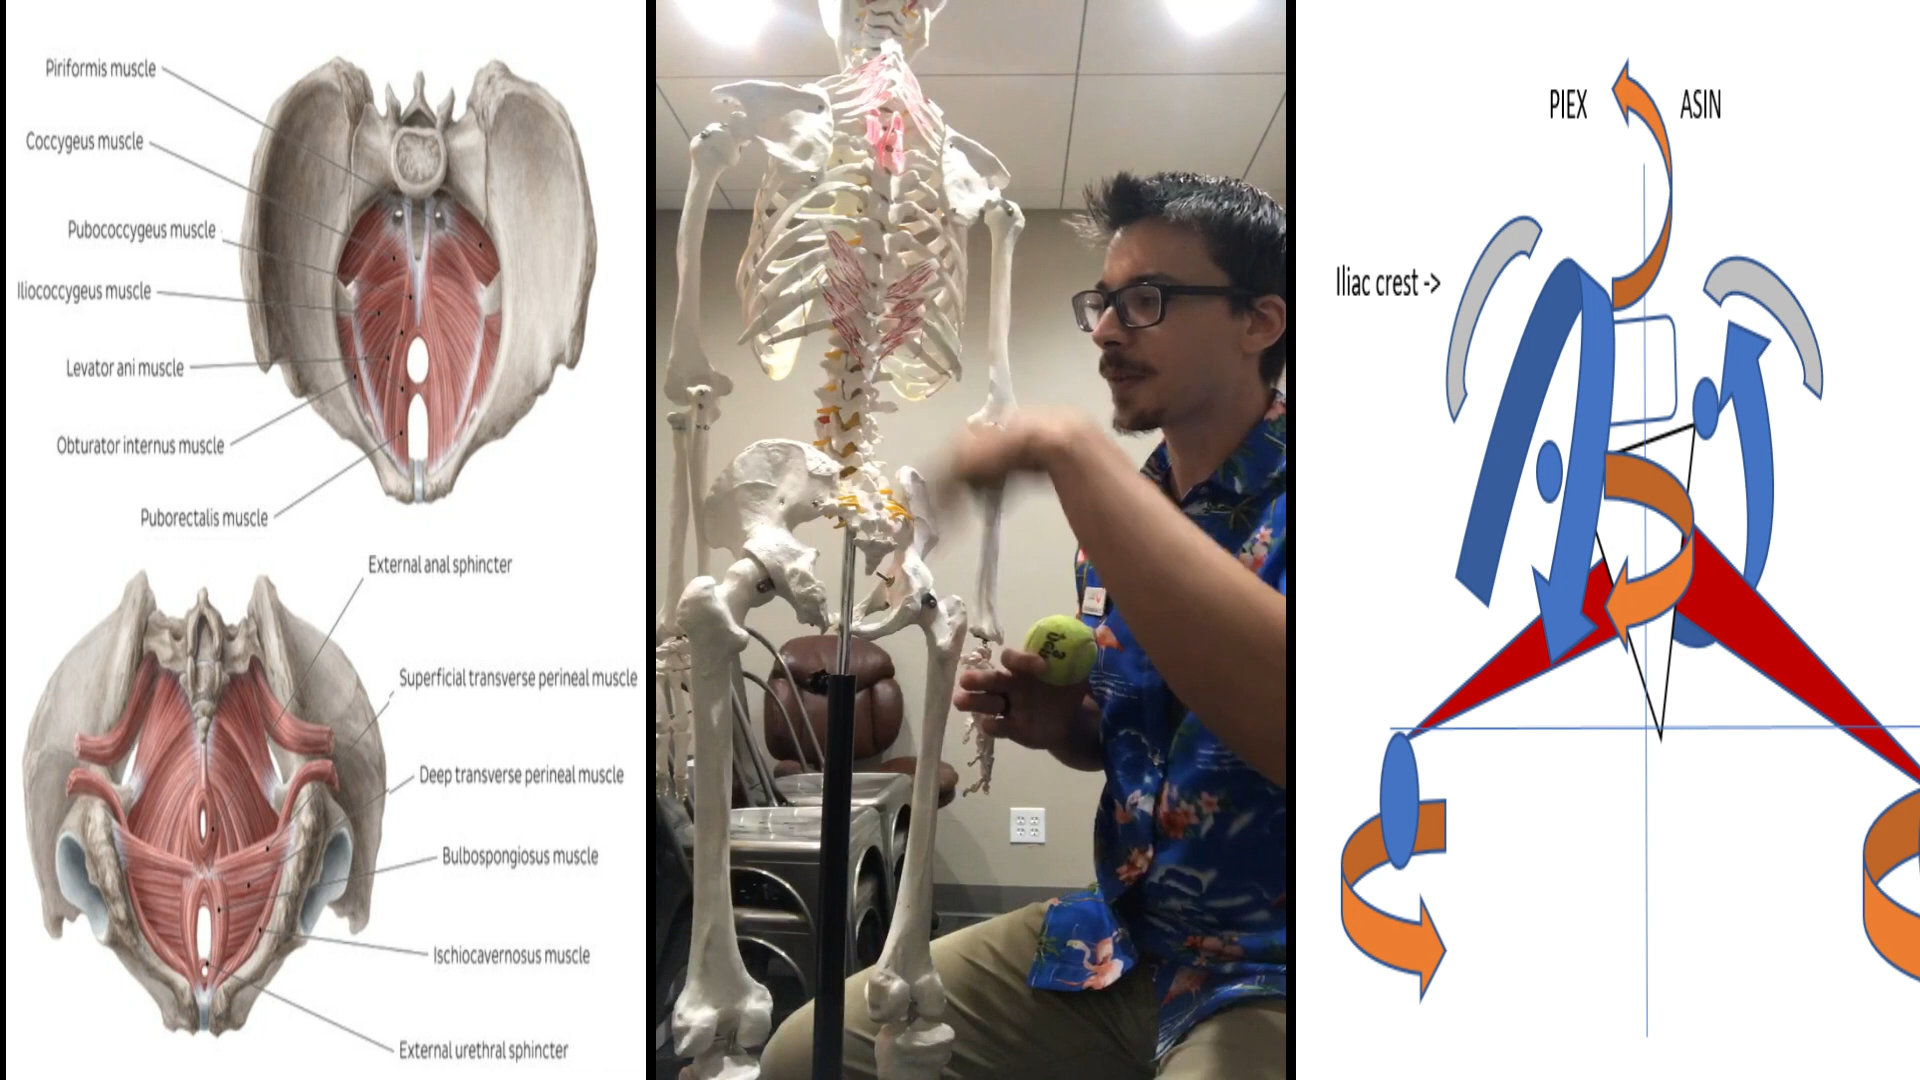 Piriformis muscle
Coccygeus muscle
Pubococcygeus muscle
Iliococcygeus muscle
Levator ani muscle
Obturator internus muscle
Puborectalis muscle
External anal sphincter
Superficial transverse perineal muscle
Deep transverse perineal muscle
Bulbospongiosus muscle
Ischiocavernosus muscle
External urethral sphincter
PIEX
ASIN
Iliac crest ->